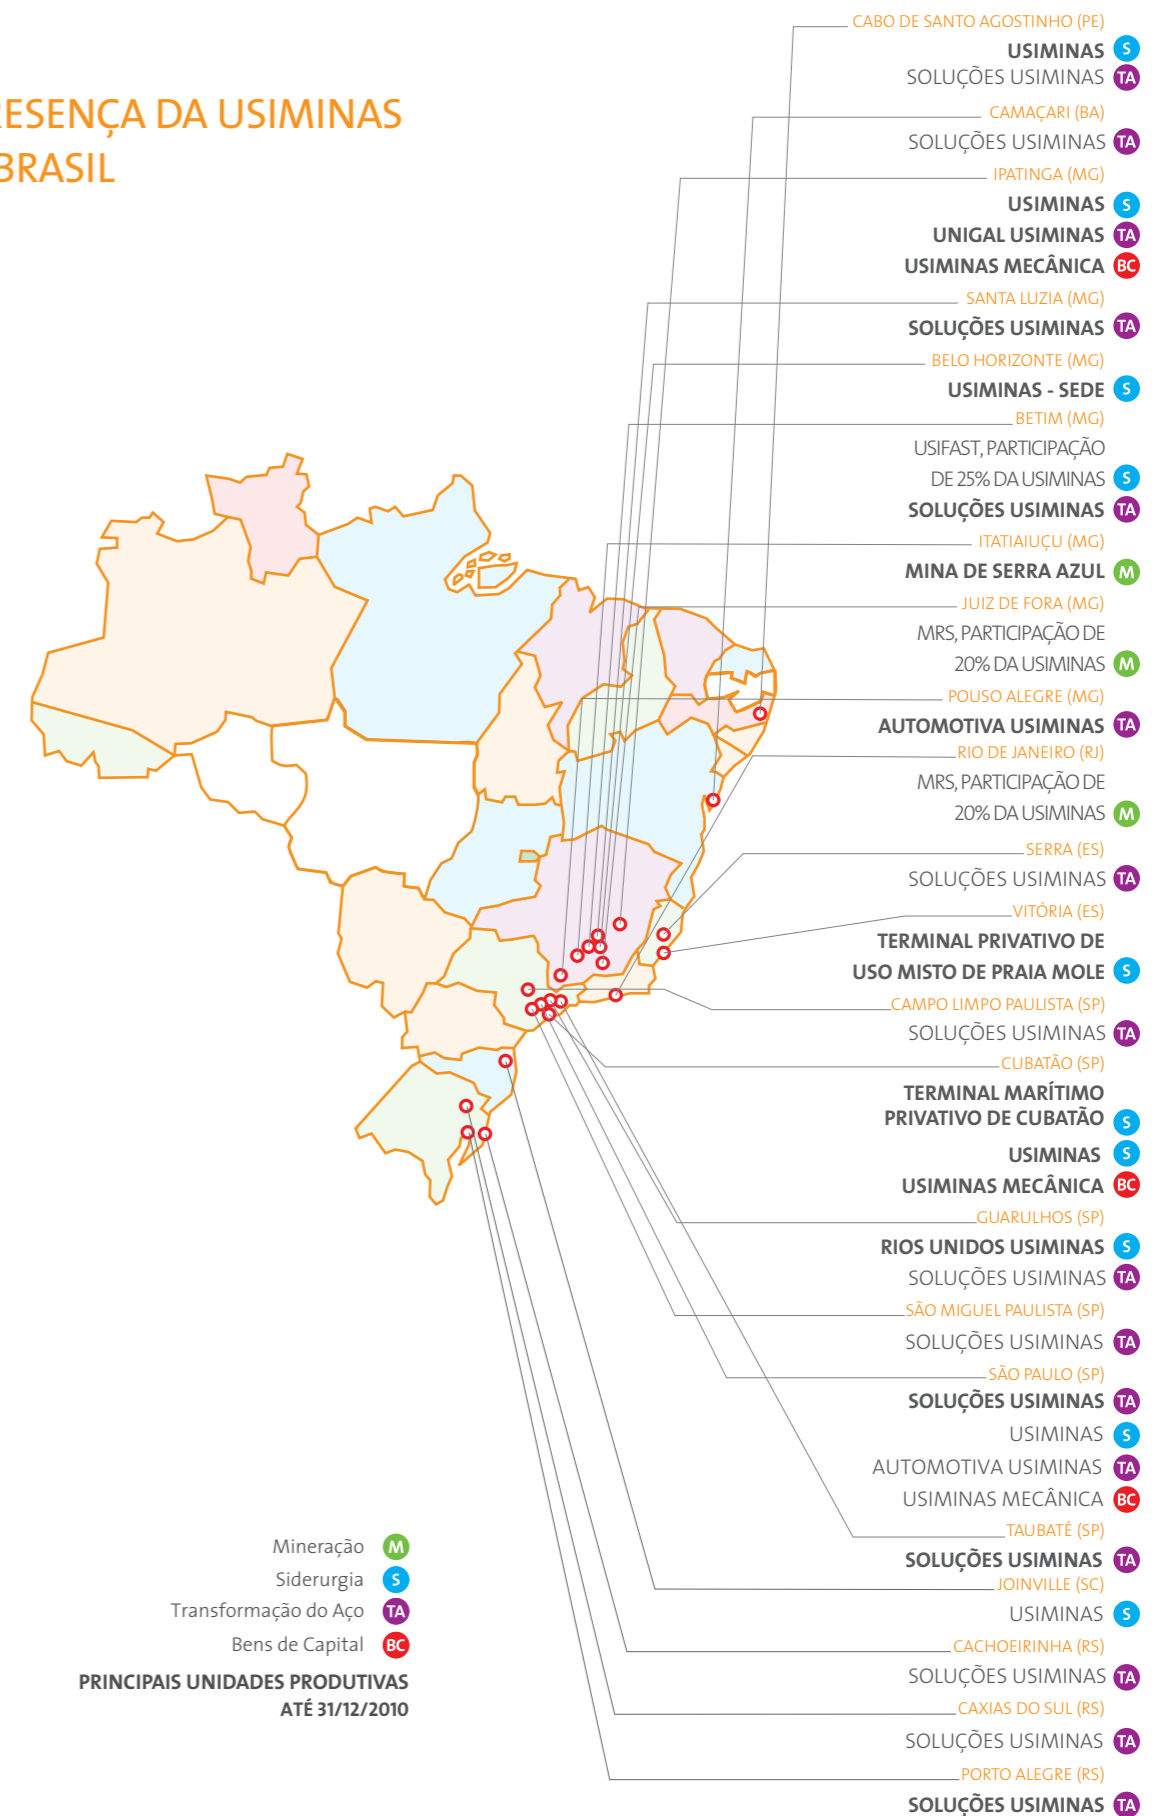 RESENÇA DA USIMINAS
BRASIL
CABO DE SANTO AGOSTINHO (PE)
USIMINAS S
SOLUÇÕES USIMINAS TA
CAMAÇARI (BA)
SOLUÇÕES USIMINAS TA
IPATINGA (MG)
USIMINAS S
UNIGAL USIMINAS TA
USIMINAS MECÂNICA BC
SANTA LUZIA (MG)
SOLUÇÕES USIMINAS TA
BELO HORIZONTE (MG)
USIMINAS - SEDE S
BETIM (MG)
USIFAST, PARTICIPAÇÃO
DE 25% DA USIMINAS S
SOLUÇÕES USIMINAS TA
ITATIAIUÇU (MG)
MINA DE SERRA AZUL M
JUIZ DE FORA (MG)
MRS, PARTICIPAÇÃO DE
20% DA USIMINAS M
POUSO ALEGRE (MG)
AUTOMOTIVA USIMINAS TA
RIO DE JANEIRO (RJ)
MRS, PARTICIPAÇÃO DE
20% DA USIMINAS M
SERRA (ES)
SOLUÇÕES USIMINAS TA
VITÓRIA (ES)
TERMINAL PRIVATIVO DE
USO MISTO DE PRAIA MOLE S
CAMPO LIMPO PAULISTA (SP)
SOLUÇÕES USIMINAS TA
CUBATÃO (SP)
TERMINAL MARÍTIMO
PRIVATIVO DE CUBATÃO S
USIMINAS S
USIMINAS MECÂNICA BC
GUARULHOS (SP)
RIOS UNIDOS USIMINAS S
SOLUÇÕES USIMINAS TA
SÃO MIGUEL PAULISTA (SP)
SOLUÇÕES USIMINAS TA
SÃO PAULO (SP)
SOLUÇÕES USIMINAS TA
USIMINAS S
AUTOMOTIVA USIMINAS TA
USIMINAS MECÂNICA BC
TAUBATÉ (SP)
SOLUÇÕES USIMINAS TA
JOINVILLE (SC)
USIMINAS S
CACHOEIRINHA (RS)
SOLUÇÕES USIMINAS TA
CAXIAS DO SUL (RS)
SOLUÇÕES USIMINAS TA
PORTO ALEGRE (RS)
SOLUÇÕES USIMINAS TA
Mineração M
Siderurgia S
Transformação do Aço TA
Bens de Capital BC
PRINCIPAIS UNIDADES PRODUTIVAS
ATÉ 31/12/2010